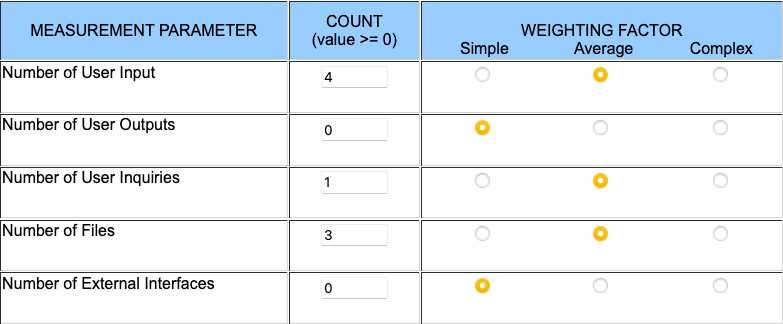 MEASUREMENT PARAMETER
COUNT
(value >= 0)
WEIGHTING FACTOR
Simple Average Complex
Number of User Input
4
Number of User Outputs
0
Number of User Inquiries
1
Number of Files
3
Number of External Interfaces
0